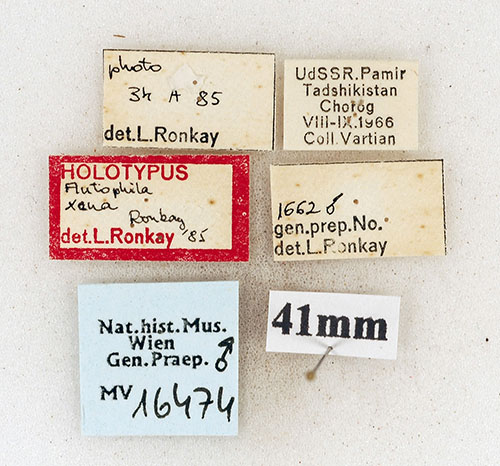 photo
34 A 85
det.L.Ronkay
UdSSR.Pamir
Tadshikistan
Chorog
VIII-IX.1966
Coll.Vartian
HOLOTYPUS
Autophila
xena
Ronkay
det.L.Ronkay '85
1662♂
gen.prep.No.
det.L.Ronkay
Nat.hist.Mus.
Wien
Gen.Praep. ♂
MV 16474
41mm